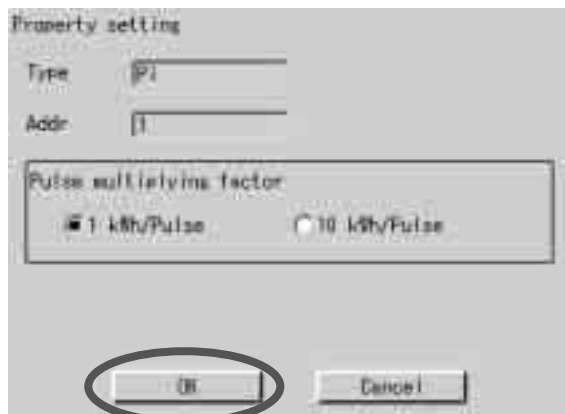 Property setting
Type Pi
Addr 1
Pulse multiplying factor
1 kWh/Pulse 10 kWh/Pulse
OK Cancel